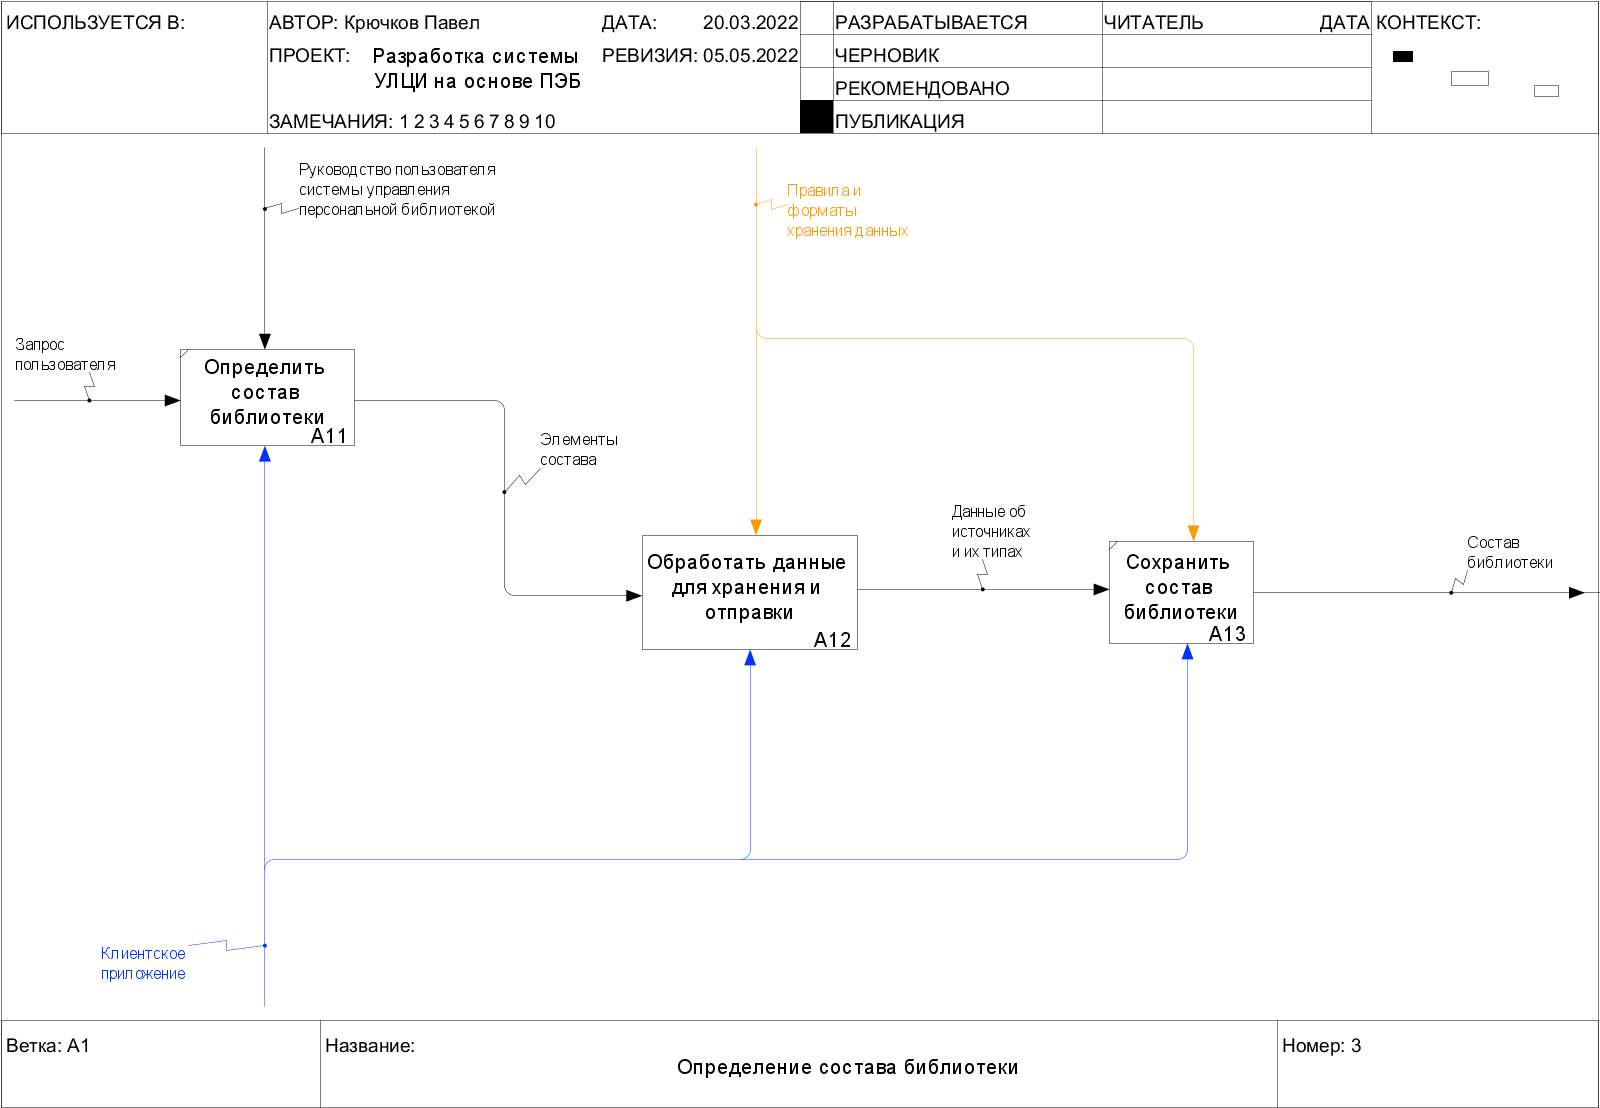 ИСПОЛЬЗУЕТСЯ В:
АВТОР: Крючков Павел
ДАТА: 20.03.2022
ПРОЕКТ: Разработка системы
УЛЦИ на основе ПЭБ
РЕВИЗИЯ: 05.05.2022
ЗАМЕЧАНИЯ: 1 2 3 4 5 6 7 8 9 10
РАЗРАБАТЫВАЕТСЯ
ЧЕРНОВИК
РЕКОМЕНДОВАНО
ПУБЛИКАЦИЯ
ЧИТАТЕЛЬ
ДАТА
КОНТЕКСТ:
Руководство пользователя
системы управления
персональной библиотекой
Правила и
форматы
хранения данных
Запрос
пользователя
Определить
состав
библиотеки
A11
Элементы
состава
Обработать данные
для хранения и
отправки
A12
Данные об
источниках
и их типах
Сохранить
состав
библиотеки
A13
Состав
библиотеки
Клиентское
приложение
Ветка: A1
Название:
Определение состава библиотеки
Номер: 3